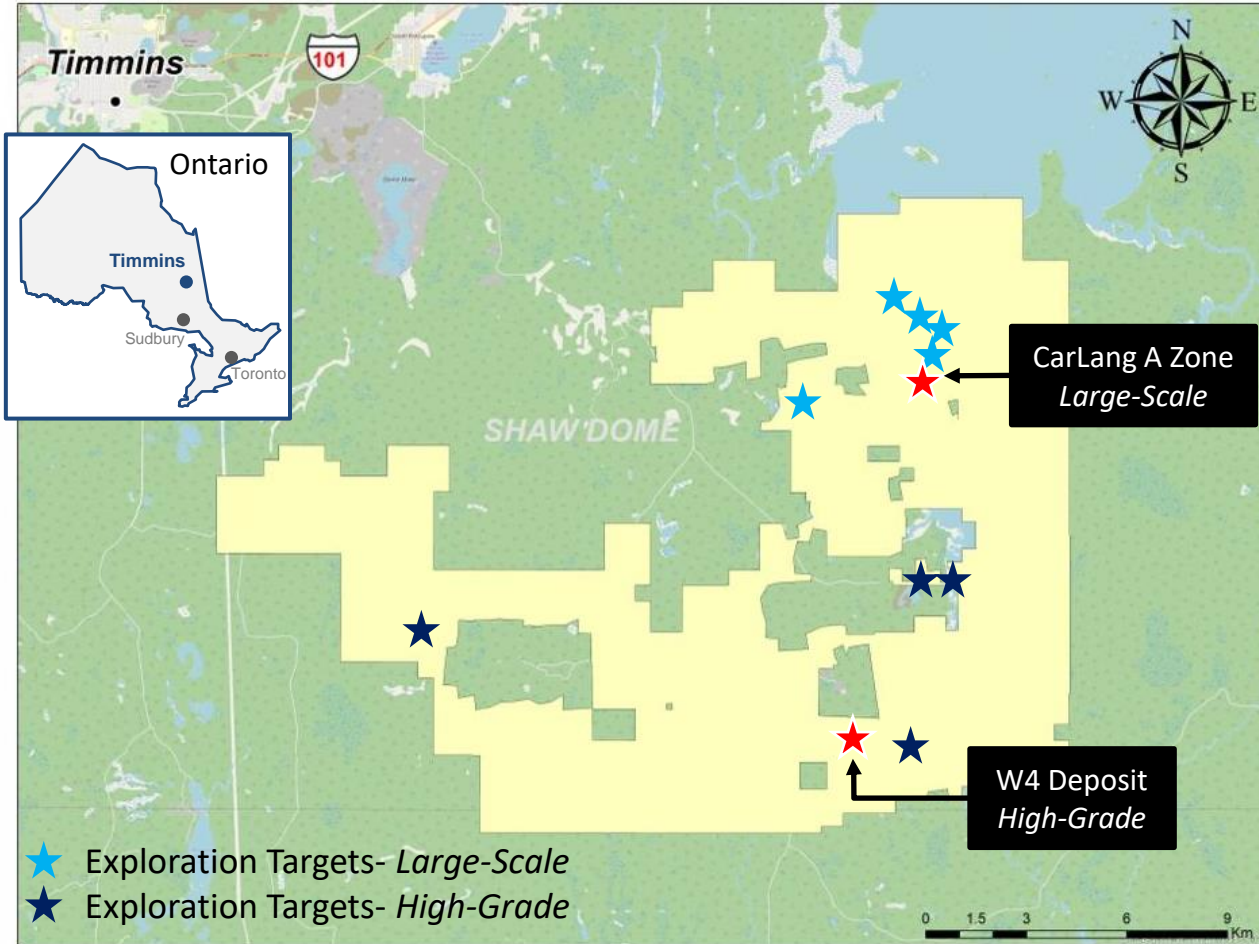 Timmins
101
N
W
E
S
Ontario
Timmins
Sudbury
Toronto
CarLang A Zone
Large-Scale
SHAW DOME
W4 Deposit
High-Grade
Exploration Targets- Large-Scale
Exploration Targets- High-Grade
0 1.5 3 6 9
Km